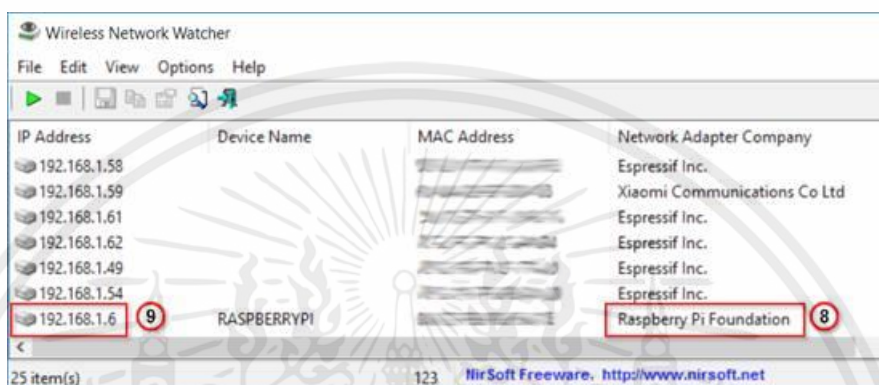 Wireless Network Watcher
File Edit View Options Help
IP Address Device Name MAC Address Network Adapter Company
192.168.1.58 Espressif Inc.
192.168.1.59 Xiaomi Communications Co Ltd
192.168.1.61 Espressif Inc.
192.168.1.62 Espressif Inc.
192.168.1.49 Espressif Inc.
192.168.1.54 Espressif Inc.
192.168.1.6 9 RASPBERRYPI Raspberry Pi Foundation 8
25 item(s) 123 NirSoft Freeware. http://www.nirsoft.net